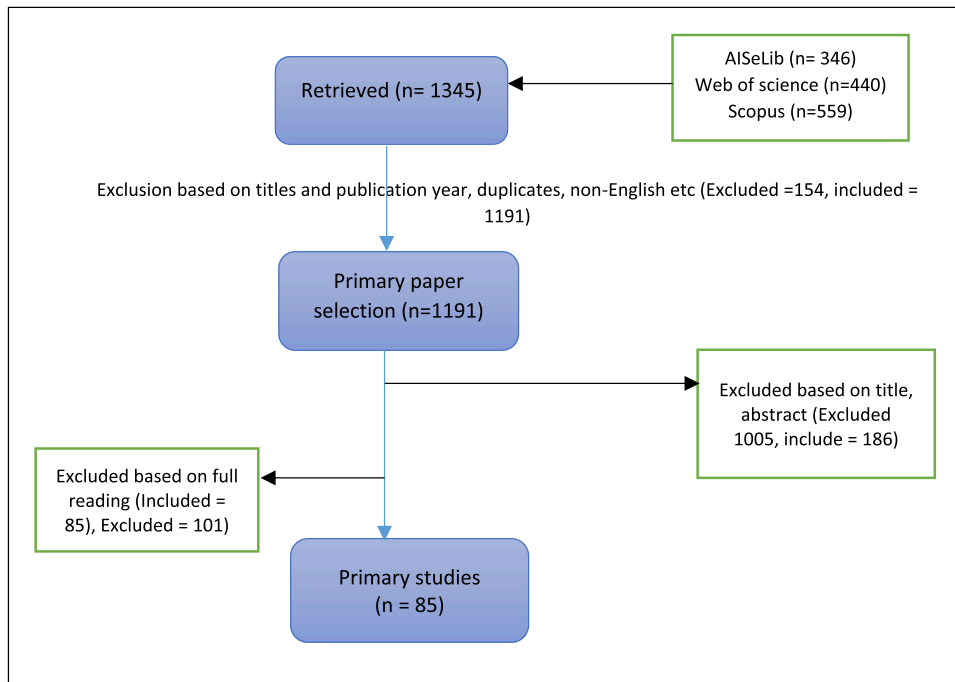 AISeLib (n= 346)
Web of science (n=440)
Scopus (n=559)
Retrieved (n= 1345)
Exclusion based on titles and publication year, duplicates, non-English etc (Excluded =154, included =
1191)
Primary paper
selection (n=1191)
Excluded based on title,
abstract (Excluded
1005, include = 186)
Excluded based on full
reading (Included =
85), Excluded = 101)
Primary studies
(n = 85)